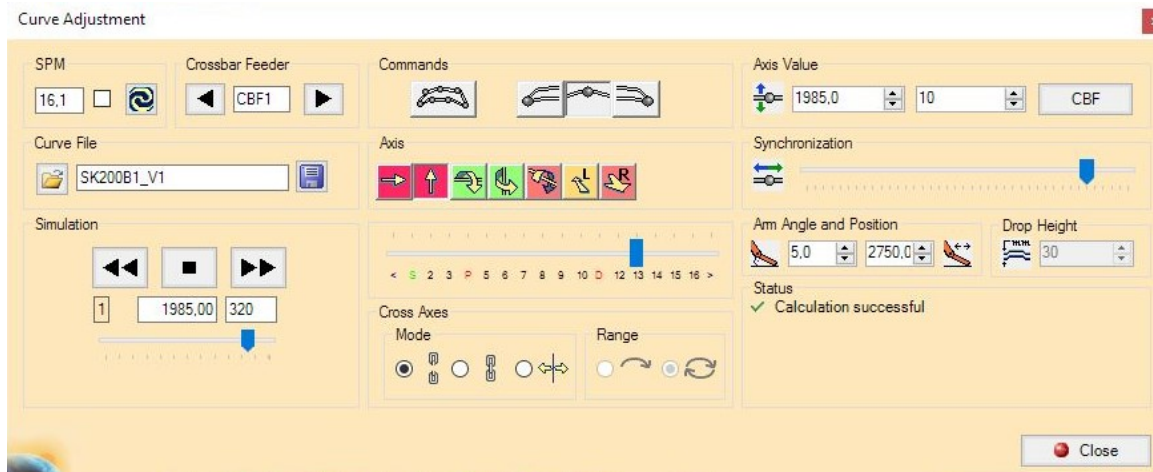 Curve Adjustment
SPM
16,1
Crossbar Feeder
CBF1
Commands
Axis Value
1985,0
10
CBF
Curve File
SK200B1_V1
Axis
L
R
Synchronization
Simulation
1
1985,00
320
< S 2 3 P 5 6 7 8 9 10 D 12 13 14 15 16 >
Cross Axes
Mode
Range
Arm Angle and Position
5,0
2750,0
Drop Height
mm
30
Status
Calculation successful
Close